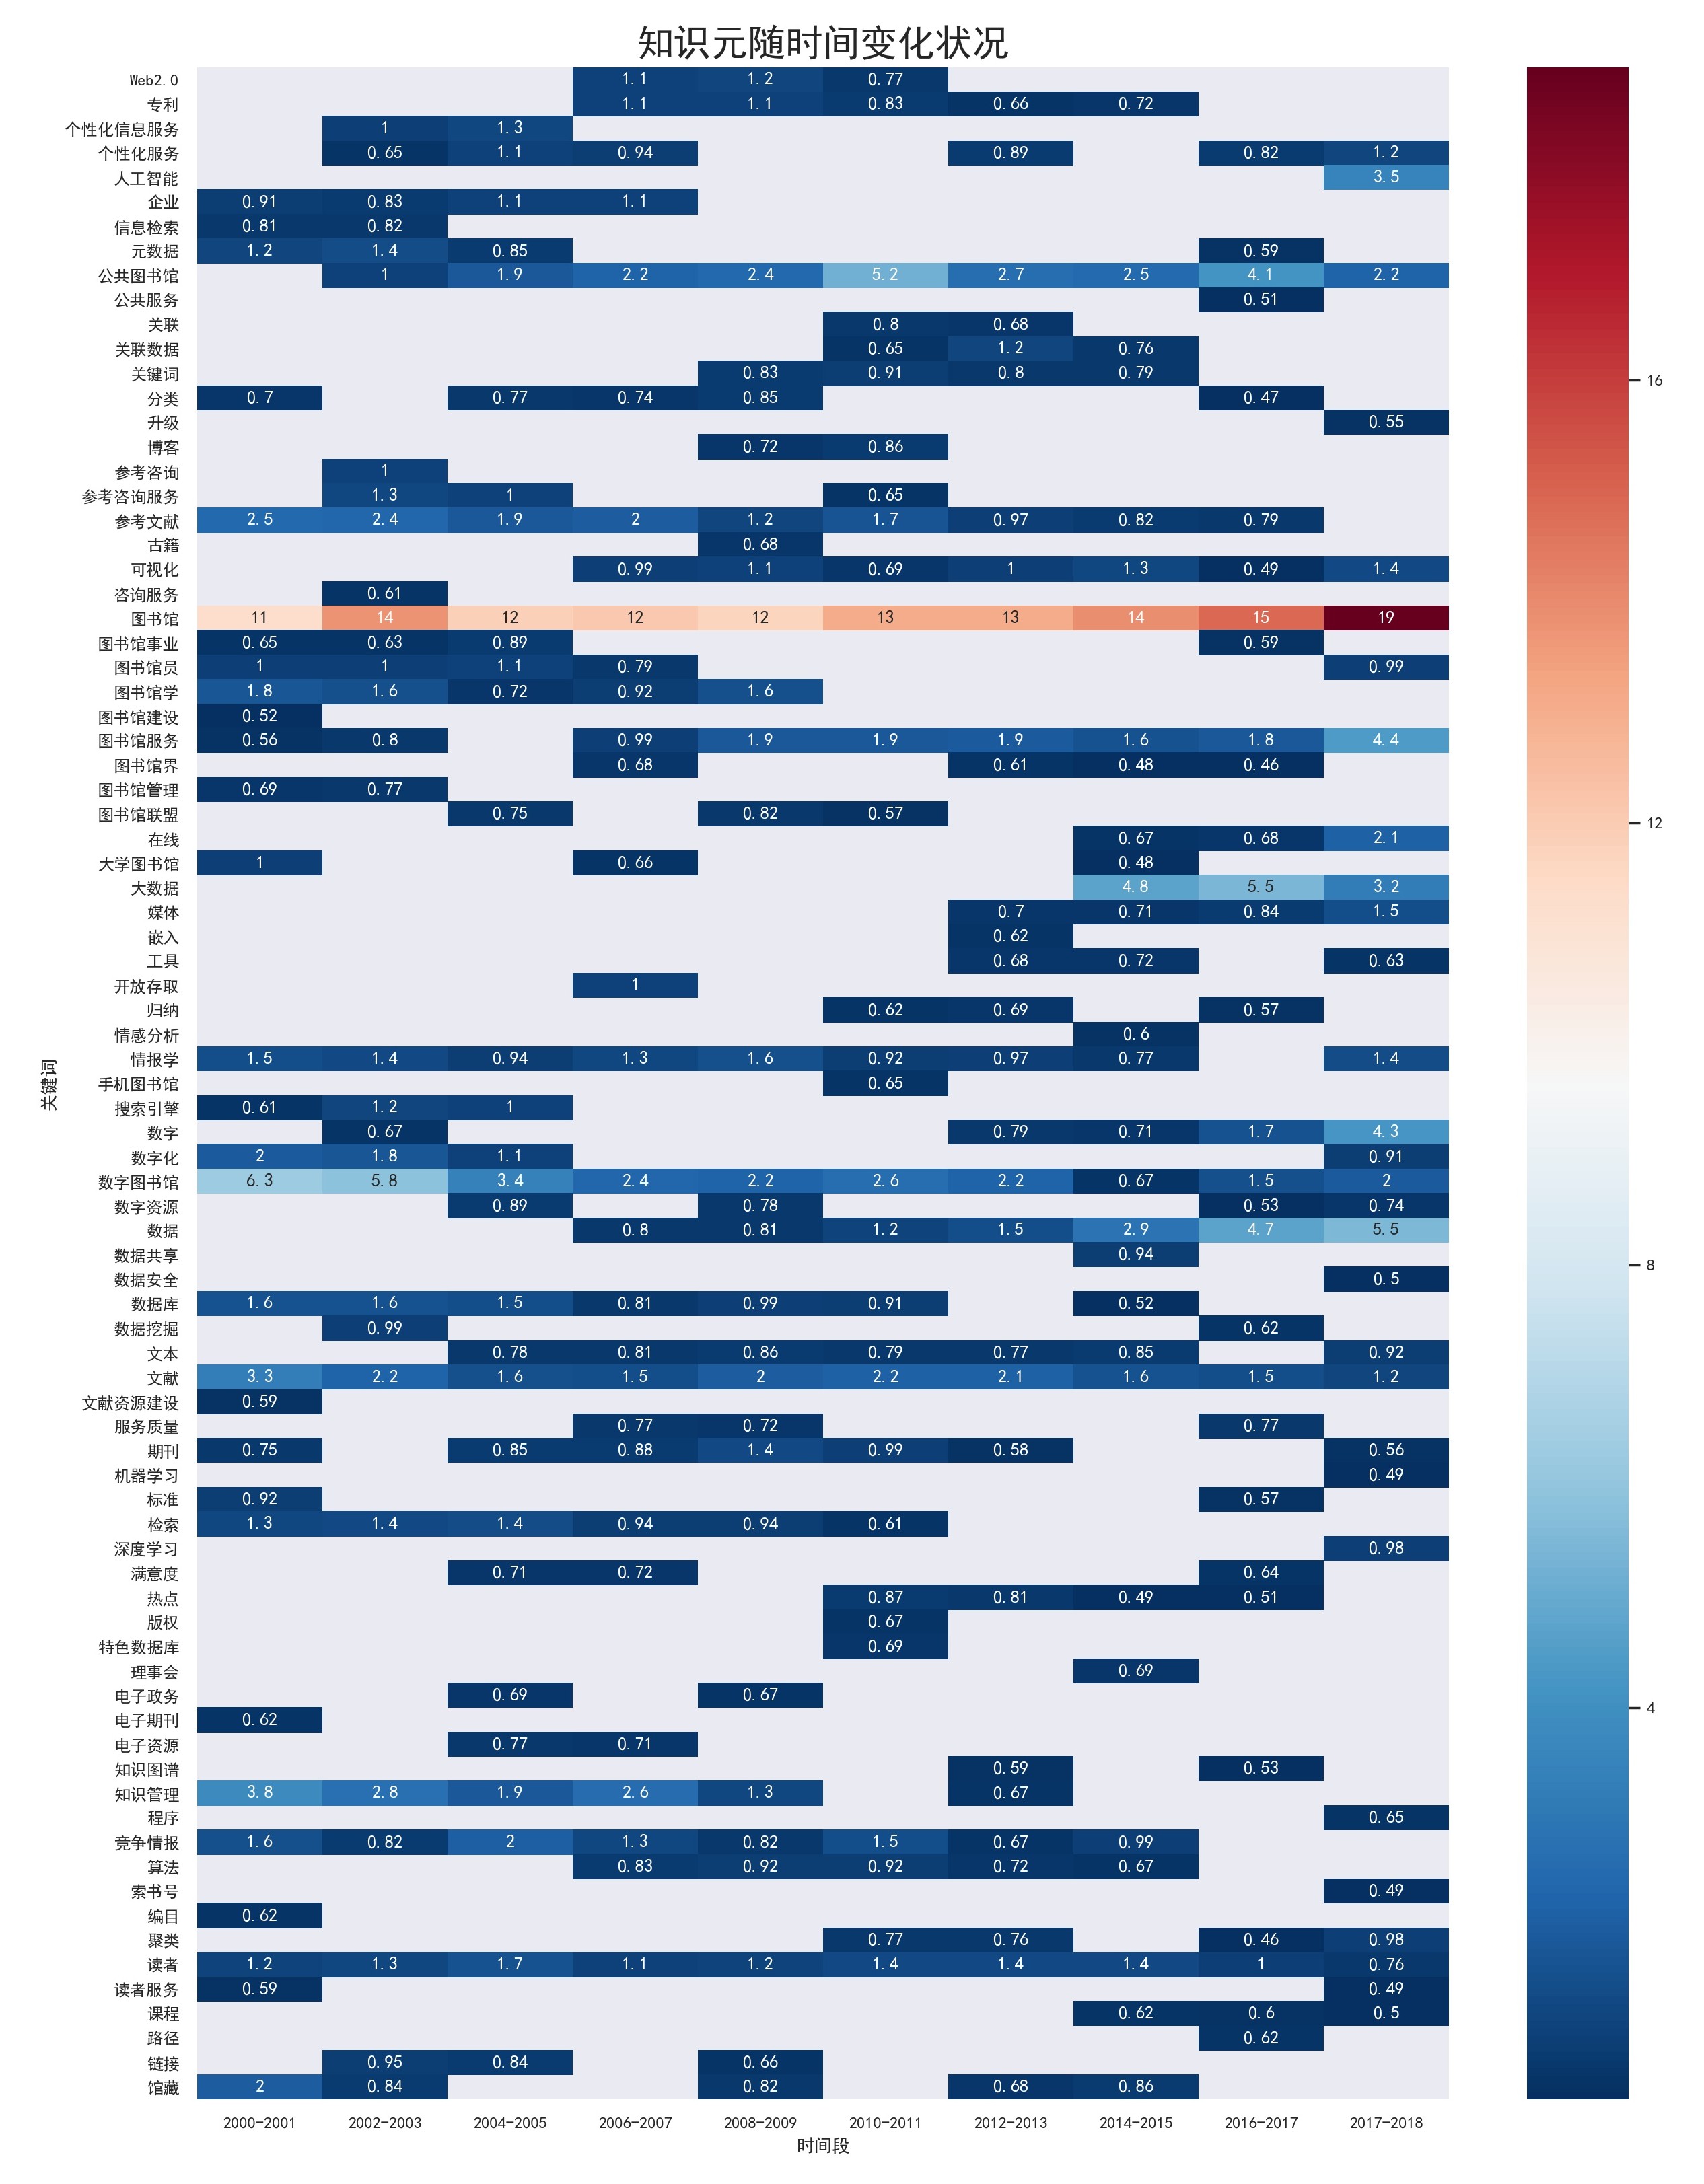 知识元随时间变化状况
Web2.0 1.1 1.2 0.77
专利 1.1 1.1 0.83 0.66 0.72
个性化信息服务 1 1.3
个性化服务 0.65 1.1 0.94 0.89 0.82 1.2
人工智能 3.5
企业 0.91 0.83 1.1 1.1
信息检索 0.81 0.82
元数据 1.2 1.4 0.85 0.59
公共图书馆 1 1.9 2.2 2.4 5.2 2.7 2.5 4.1 2.2
公共服务 0.51
关联 0.8 0.68
关联数据 0.65 1.2 0.76
关键词 0.83 0.91 0.8 0.79
分类 0.7 0.77 0.74 0.85 0.47
升级 0.55
博客 0.72 0.86
参考咨询 1
参考咨询服务 1.3 1 0.65
参考文献 2.5 2.4 1.9 2 1.2 1.7 0.97 0.82 0.79
古籍 0.68
可视化 0.99 1.1 0.69 1 1.3 0.49 1.4
咨询服务 0.61
图书馆 11 14 12 12 12 13 13 14 15 19
图书馆事业 0.65 0.63 0.89 0.59
图书馆员 1 1 1.1 0.79 0.99
图书馆学 1.8 1.6 0.72 0.92 1.6
图书馆建设 0.52
图书馆服务 0.56 0.8 0.99 1.9 1.9 1.9 1.6 1.8 4.4
图书馆界 0.68 0.61 0.48 0.46
图书馆管理 0.69 0.77
图书馆联盟 0.75 0.82 0.57
在线 0.67 0.68 2.1
大学图书馆 1 0.66 0.48
大数据 4.8 5.5 3.2
媒体 0.7 0.71 0.84 1.5
嵌入 0.62
工具 0.68 0.72 0.63
开放存取 1
归纳 0.62 0.69 0.57
情感分析 0.6
情报学 1.5 1.4 0.94 1.3 1.6 0.92 0.97 0.77 1.4
手机图书馆 0.65
搜索引擎 0.61 1.2 1
数字 0.67 0.79 0.71 1.7 4.3
数字化 2 1.8 1.1 0.91
数字图书馆 6.3 5.8 3.4 2.4 2.2 2.6 2.2 0.67 1.5 2
数字资源 0.89 0.78 0.53 0.74
数据 0.8 0.81 1.2 1.5 2.9 4.7 5.5
数据共享 0.94
数据安全 0.5
数据库 1.6 1.6 1.5 0.81 0.99 0.91 0.52
数据挖掘 0.99 0.62
文本 0.78 0.81 0.86 0.79 0.77 0.85 0.92
文献 3.3 2.2 1.6 1.5 2 2.2 2.1 1.6 1.5 1.2
文献资源建设 0.59
服务质量 0.77 0.72 0.77
期刊 0.75 0.85 0.88 1.4 0.99 0.58 0.56
机器学习 0.49
标准 0.92 0.57
检索 1.3 1.4 1.4 0.94 0.94 0.61
深度学习 0.98
满意度 0.71 0.72 0.64
热点 0.87 0.81 0.49 0.51
版权 0.67
特色数据库 0.69
理事会 0.69
电子政务 0.69 0.67
电子期刊 0.62
电子资源 0.77 0.71
知识图谱 0.59 0.53
知识管理 3.8 2.8 1.9 2.6 1.3 0.67
程序 0.65
竞争情报 1.6 0.82 2 1.3 0.82 1.5 0.67 0.99
算法 0.83 0.92 0.92 0.72 0.67
索书号 0.49
编目 0.62
聚类 0.77 0.76 0.46 0.98
读者 1.2 1.3 1.7 1.1 1.2 1.4 1.4 1.4 1 0.76
读者服务 0.59 0.49
课程 0.62 0.6 0.5
路径 0.62
链接 0.95 0.84 0.66
馆藏 2 0.84 0.82 0.68 0.86
2000-2001 2002-2003 2004-2005 2006-2007 2008-2009 2010-2011 2012-2013 2014-2015 2016-2017 2017-2018
时间段
关键词
16
12
8
4